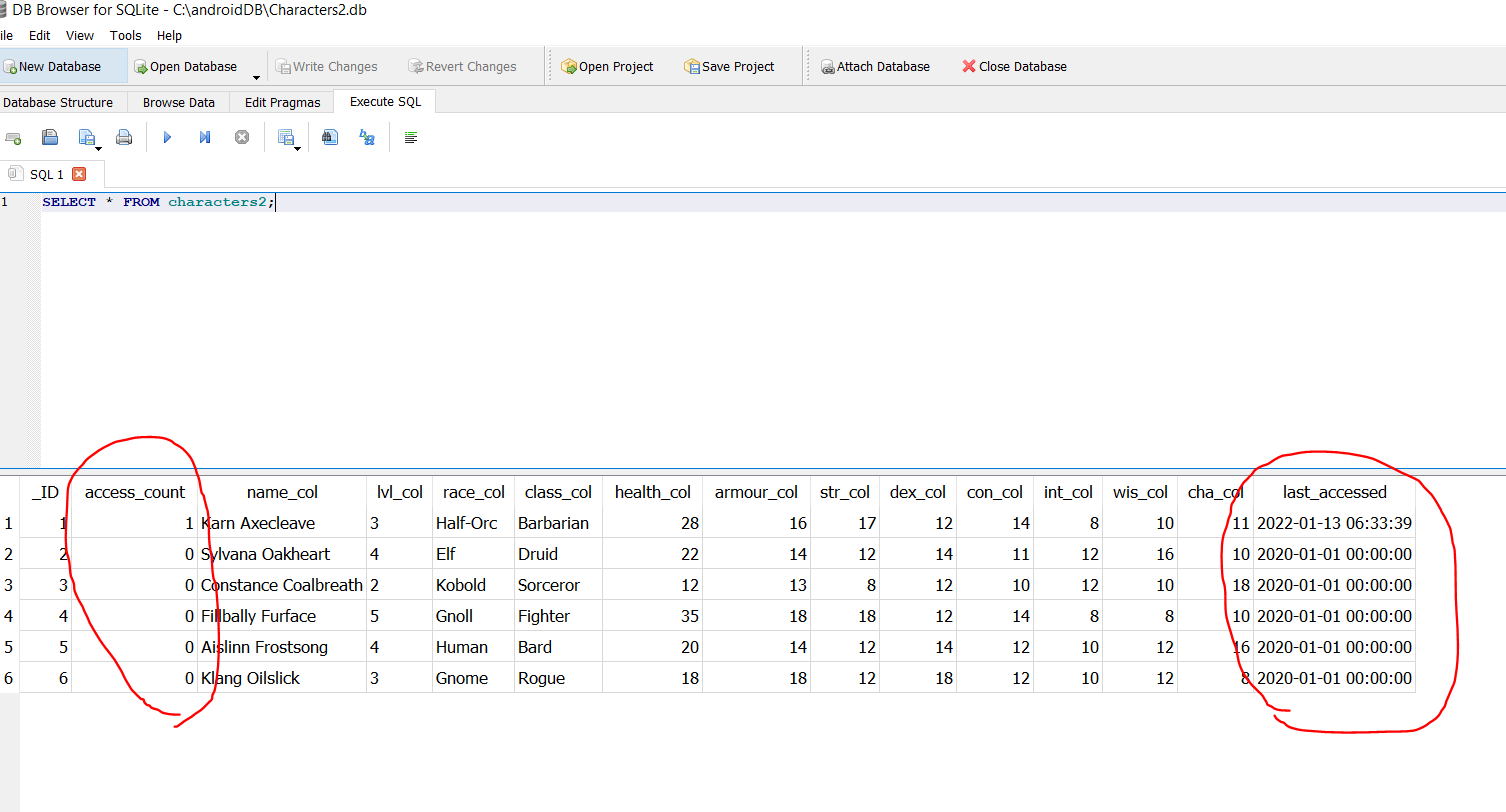 DB Browser for SQLite - C:\androidDB\Characters2.db
ile Edit View Tools Help
New Database Open Database Write Changes Revert Changes Open Project Save Project Attach Database Close Database
Database Structure Browse Data Edit Pragmas Execute SQL
SQL 1
1 SELECT * FROM characters2;
_ID access_count name_col lvl_col race_col class_col health_col armour_col str_col dex_col con_col int_col wis_col cha_col last_accessed
1 1 1 Karn Axecleave 3 Half-Orc Barbarian 28 16 17 12 14 8 10 11 2022-01-13 06:33:39
2 2 0 Sylvana Oakheart 4 Elf Druid 22 14 12 14 11 12 16 10 2020-01-01 00:00:00
3 3 0 Constance Coalbreath 2 Kobold Sorceror 12 13 8 12 10 12 10 18 2020-01-01 00:00:00
4 4 0 Fillbally Furface 5 Gnoll Fighter 35 18 18 12 14 8 8 10 2020-01-01 00:00:00
5 5 0 Aislinn Frostsong 4 Human Bard 20 14 12 14 12 10 12 16 2020-01-01 00:00:00
6 6 0 Klang Oilslick 3 Gnome Rogue 18 18 12 18 12 10 12 8 2020-01-01 00:00:00